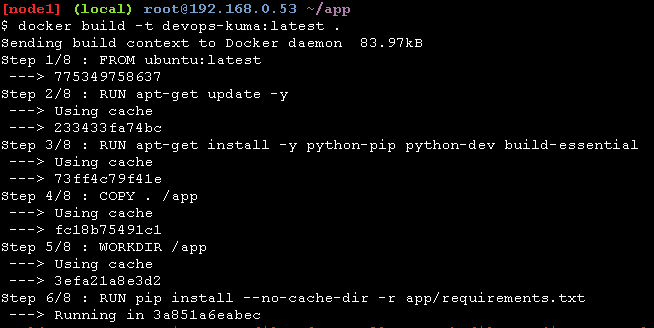 [node1] (local) root@192.168.0.53 ~/app
$ docker build -t devops-kuma:latest .
Sending build context to Docker daemon  83.97kB
Step 1/8 : FROM ubuntu:latest
 ---> 775349758637
Step 2/8 : RUN apt-get update -y
 ---> Using cache
 ---> 233433fa74bc
Step 3/8 : RUN apt-get install -y python-pip python-dev build-essential
 ---> Using cache
 ---> 73ff4c79f41e
Step 4/8 : COPY . /app
 ---> Using cache
 ---> fc18b75491c1
Step 5/8 : WORKDIR /app
 ---> Using cache
 ---> 3efa21a8e3d2
Step 6/8 : RUN pip install --no-cache-dir -r app/requirements.txt
 ---> Running in 3a851a6eabec